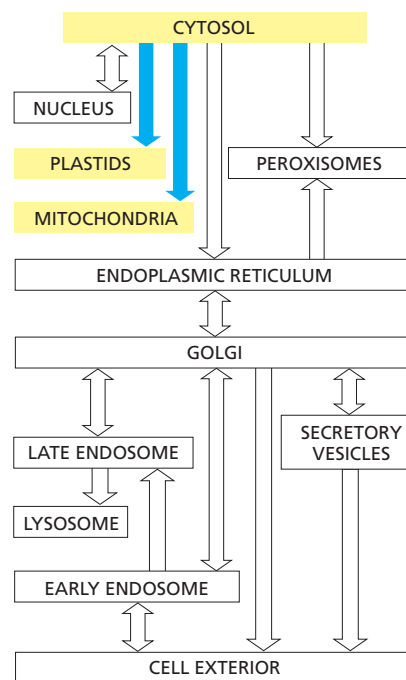 CYTOSOL
NUCLEUS
PLASTIDS
PEROXISOMES
MITOCHONDRIA
ENDOPLASMIC RETICULUM
GOLGI
LATE ENDOSOME
SECRETORY
VESICLES
LYSOSOME
EARLY ENDOSOME
CELL EXTERIOR